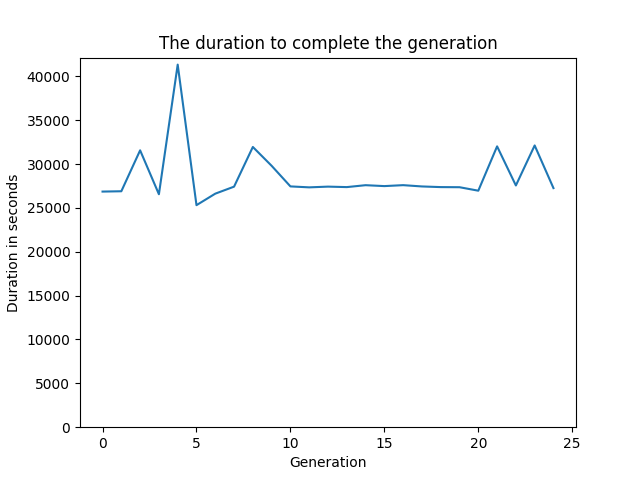 The duration to complete the generation
40000
35000
30000
25000
20000
15000
10000
5000
0
Duration in seconds
0 5 10 15 20 25
Generation